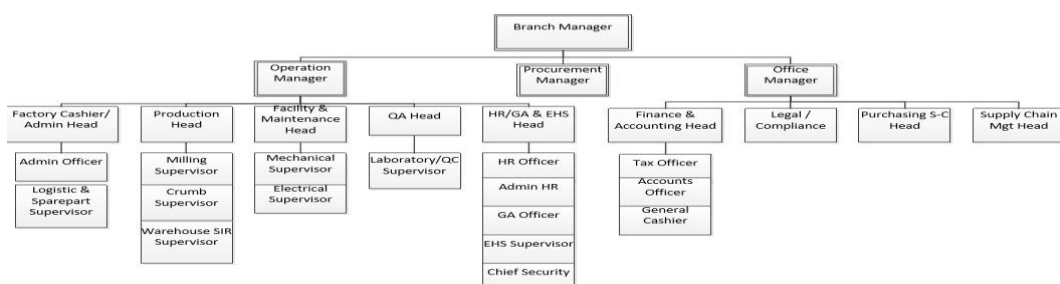 Branch Manager
Operation
Manager
Procurement
Manager
Office
Manager
Factory Cashier/
Admin Head
Production
Head
Facility &
Maintenance
Head
QA Head
HR/GA & EHS
Head
Finance &
Accounting Head
Legal /
Compliance
Purchasing S-C
Head
Supply Chain
Mgt Head
Admin Officer
Logistic &
Sparepart
Supervisor
Milling
Supervisor
Crumb
Supervisor
Warehouse SIR
Supervisor
Mechanical
Supervisor
Electrical
Supervisor
Laboratory/QC
Supervisor
HR Officer
Admin HR
GA Officer
EHS Supervisor
Chief Security
Tax Officer
Accounts
Officer
General
Cashier